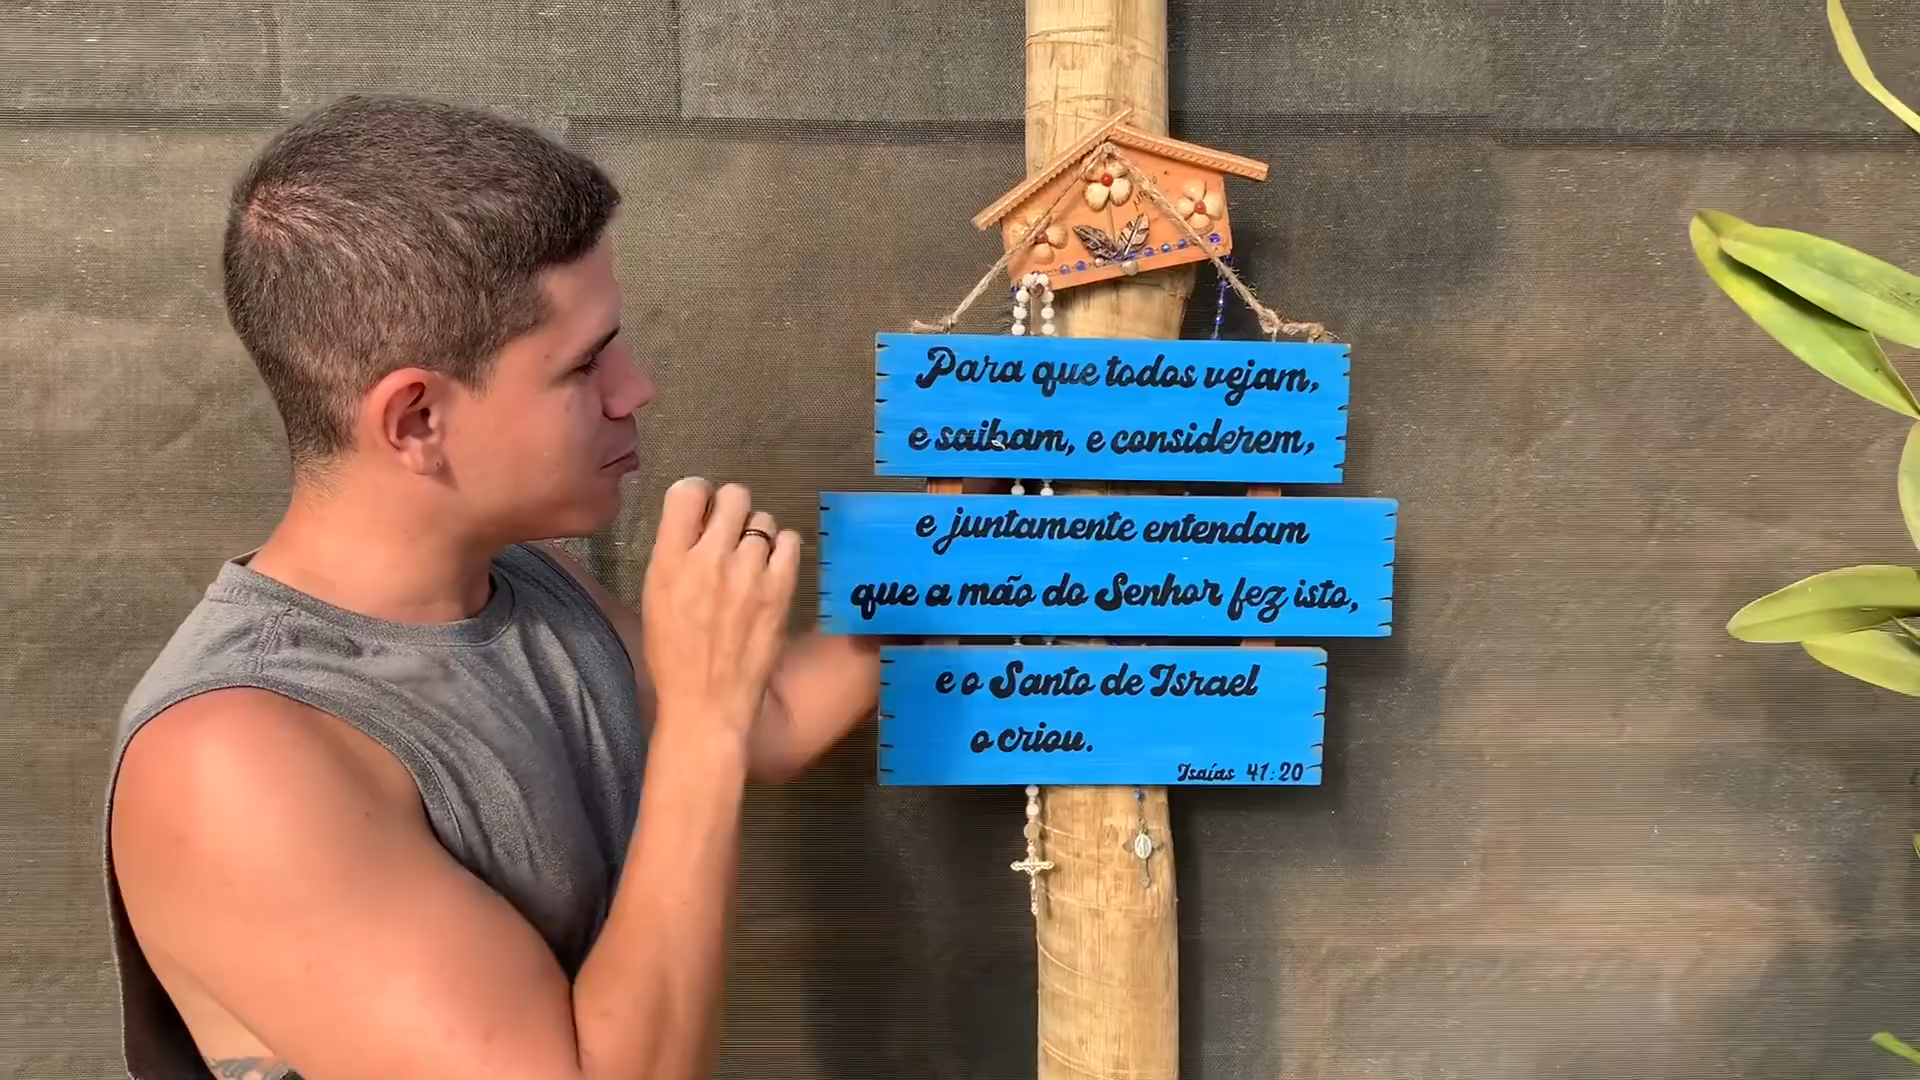 Para que todos vejam,
e saibam, e considerem,
e juntamente entendam
que a mão do Senhor fez isto,
e o Santo de Israel
o criou.
Isaías 41:20